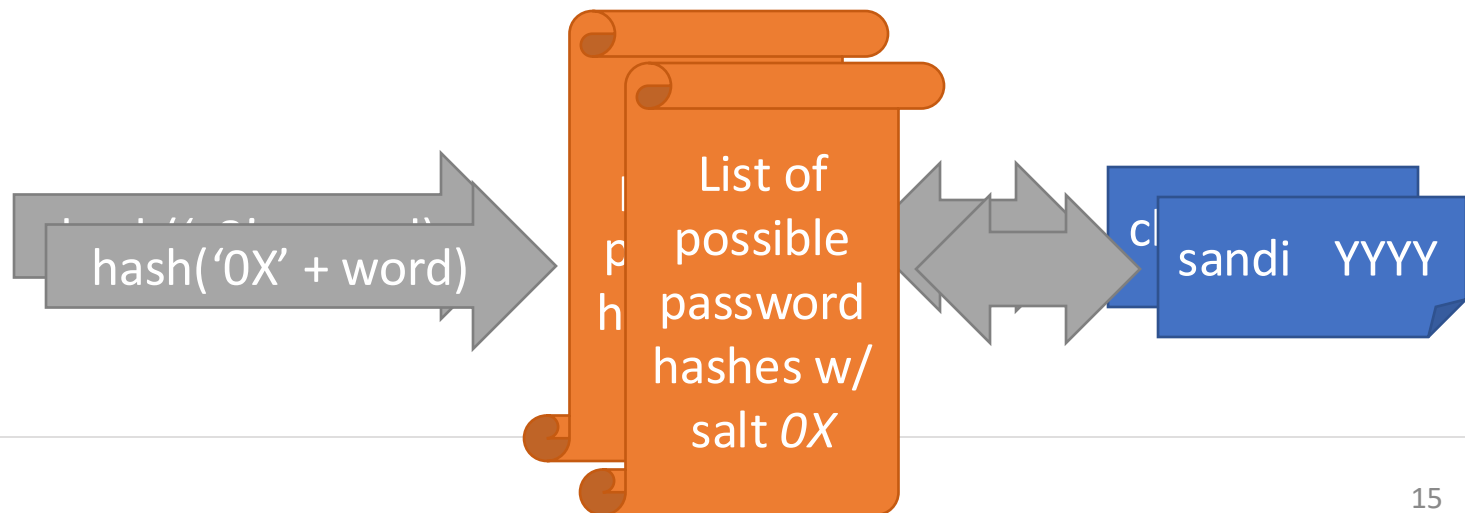 hash(‘0X’ + word)
List of
possible
password
hashes w/
salt 0X
sandi YYYY
15